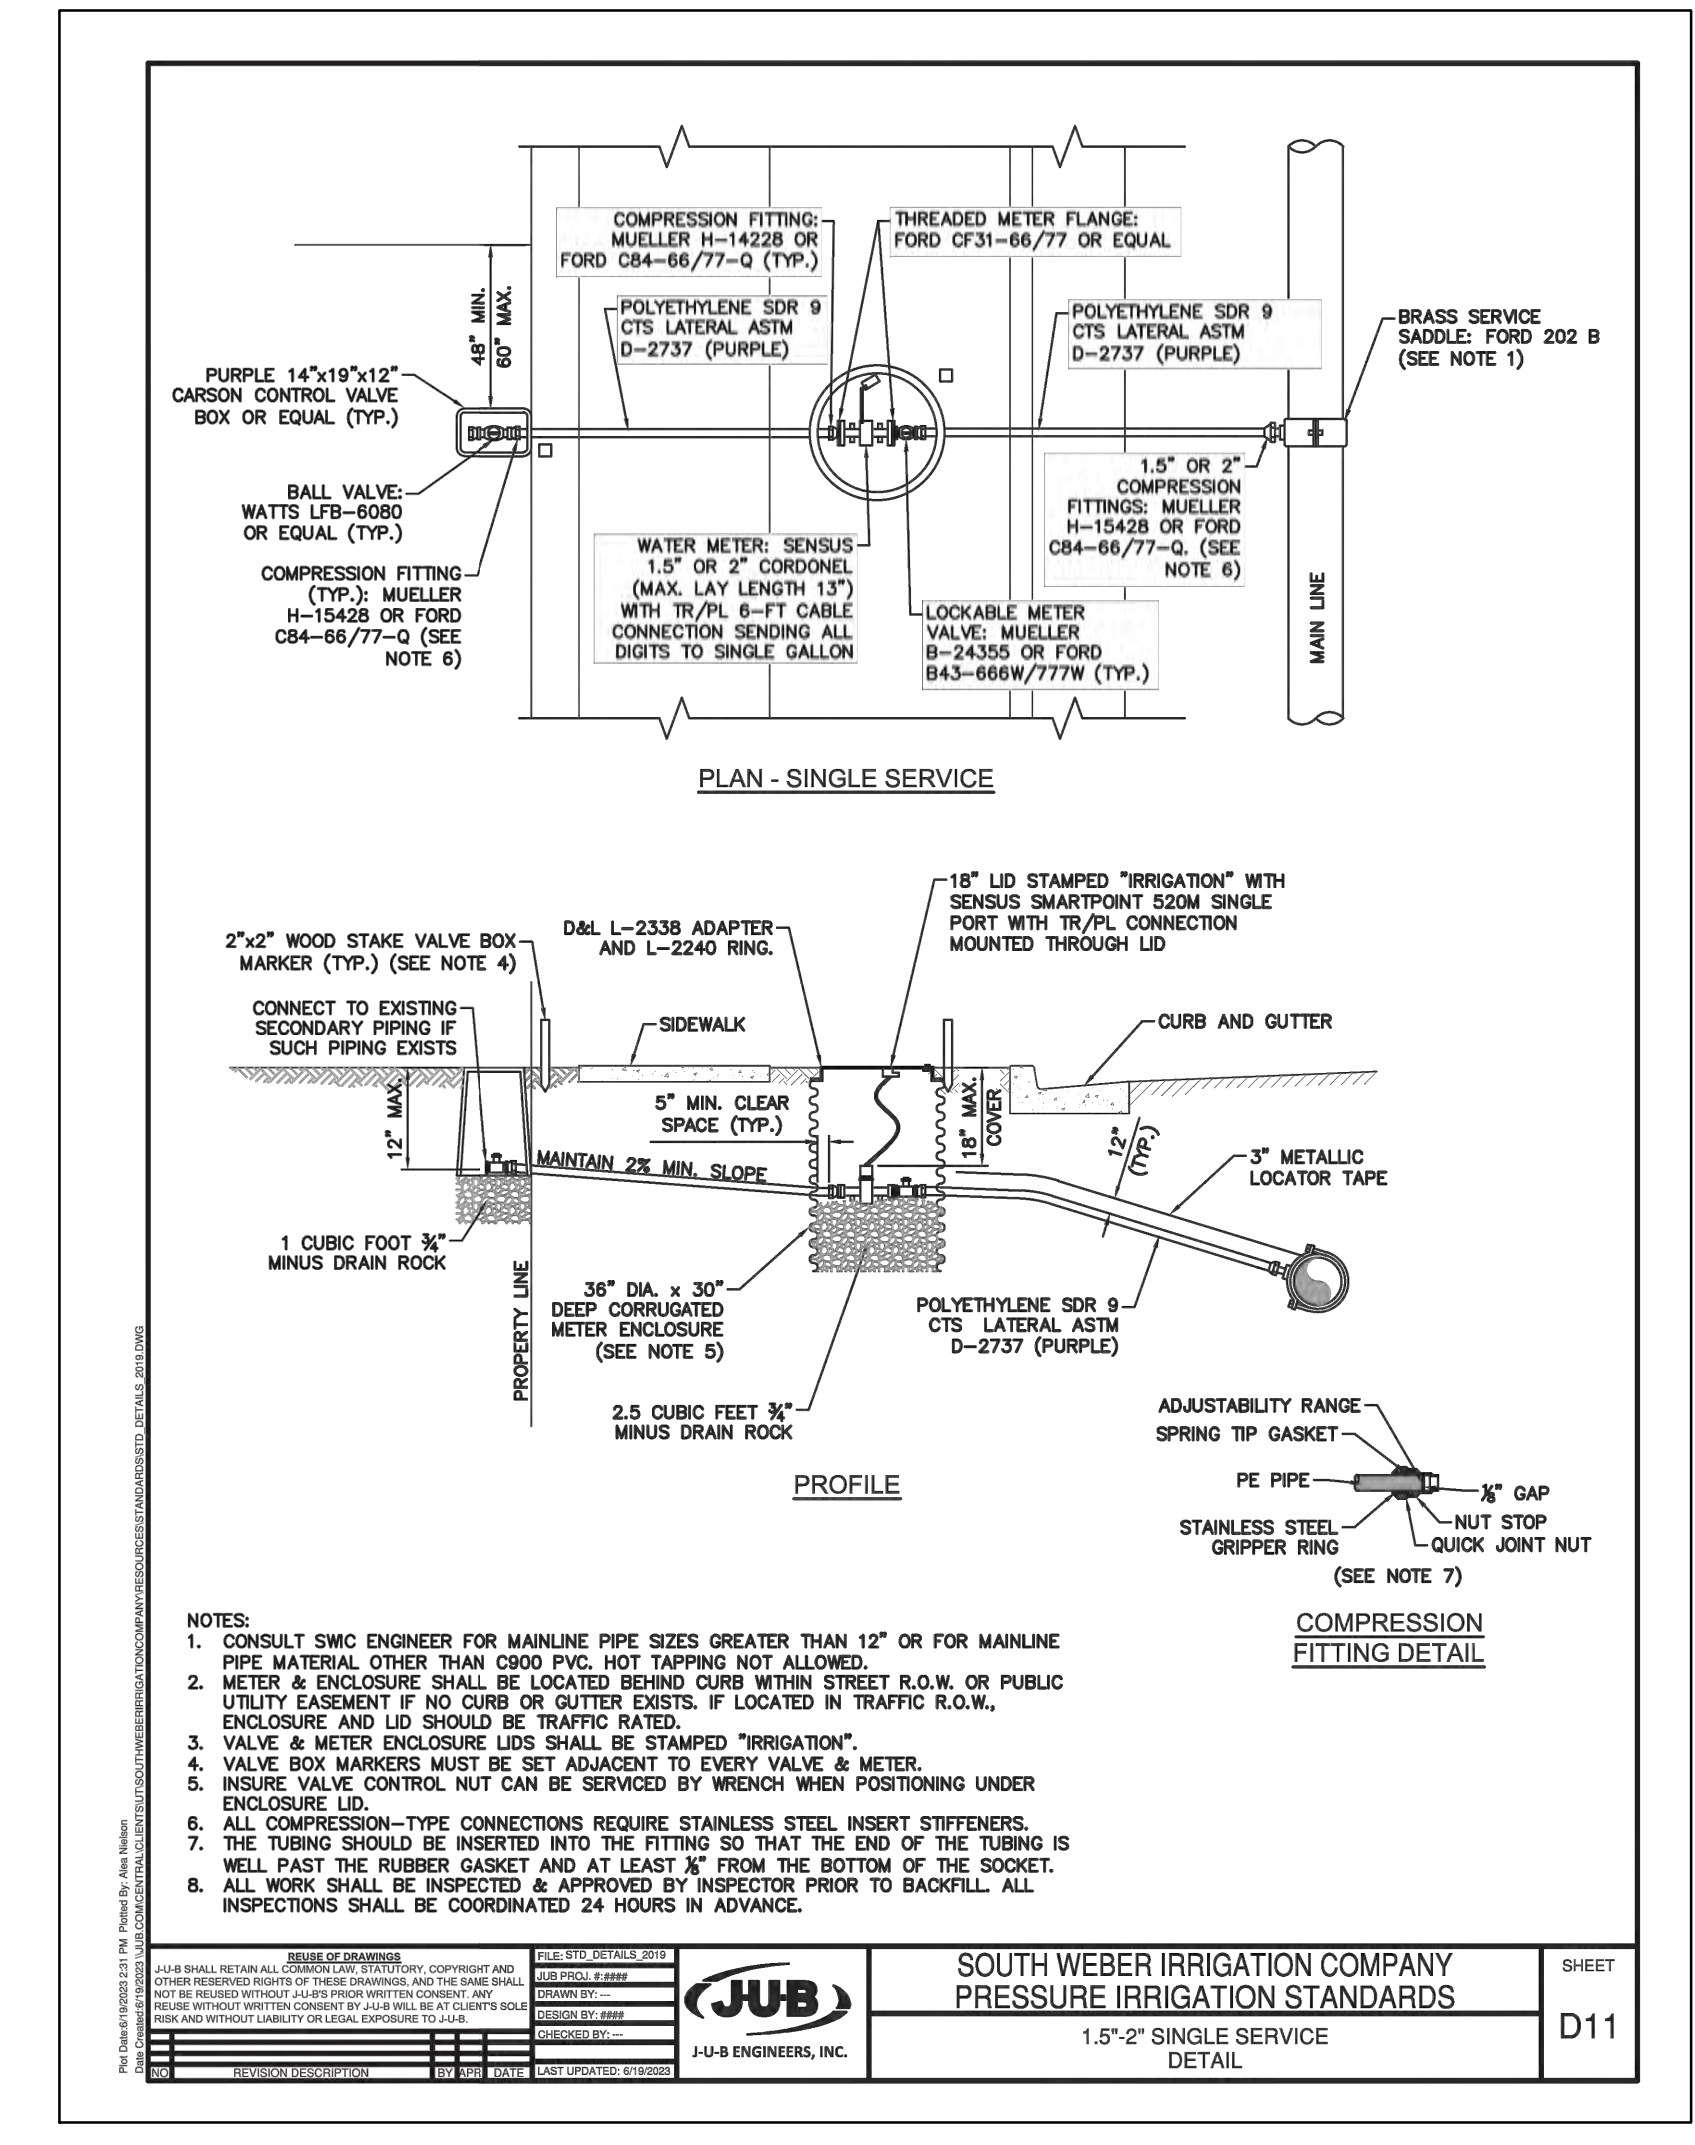 COMPRESSION FITTING:
MUELLER H-14228 OR
FORD C84-66/77-Q (TYP.)
THREADED METER FLANGE:
FORD CF31-66/77 OR EQUAL
48" MIN.
60" MAX.
POLYETHYLENE SDR 9
CTS LATERAL ASTM
D-2737 (PURPLE)
POLYETHYLENE SDR 9
CTS LATERAL ASTM
D-2737 (PURPLE)
BRASS SERVICE
SADDLE: FORD 202 B
(SEE NOTE 1)
PURPLE 14"x19"x12"
CARSON CONTROL VALVE
BOX OR EQUAL (TYP.)
BALL VALVE:
WATTS LFB-6080
OR EQUAL (TYP.)
COMPRESSION FITTING
(TYP.): MUELLER
H-15428 OR FORD
C84-66/77-Q (SEE
NOTE 6)
WATER METER: SENSUS
1.5" OR 2" CORDONEL
(MAX. LAY LENGTH 13")
WITH TR/PL 6-FT CABLE
CONNECTION SENDING ALL
DIGITS TO SINGLE GALLON
1.5" OR 2"
COMPRESSION
FITTINGS: MUELLER
H-15428 OR FORD
C84-66/77-Q. (SEE
NOTE 6)
LOCKABLE METER
VALVE: MUELLER
B-24355 OR FORD
B43-666W/777W (TYP.)
MAIN LINE
PLAN - SINGLE SERVICE
18" LID STAMPED "IRRIGATION" WITH
SENSUS SMARTPOINT 520M SINGLE
PORT WITH TR/PL CONNECTION
MOUNTED THROUGH LID
D&L L-2338 ADAPTER
AND L-2240 RING.
2"x2" WOOD STAKE VALVE BOX
MARKER (TYP.) (SEE NOTE 4)
CONNECT TO EXISTING
SECONDARY PIPING IF
SUCH PIPING EXISTS
SIDEWALK
CURB AND GUTTER
12" MAX.
5" MIN. CLEAR
SPACE (TYP.)
18" MAX.
COVER
12"
(TYP.)
MAINTAIN 2% MIN. SLOPE
3" METALLIC
LOCATOR TAPE
1 CUBIC FOOT ¾"
MINUS DRAIN ROCK
PROPERTY LINE
36" DIA. x 30"
DEEP CORRUGATED
METER ENCLOSURE
(SEE NOTE 5)
POLYETHYLENE SDR 9
CTS LATERAL ASTM
D-2737 (PURPLE)
2.5 CUBIC FEET ¾"
MINUS DRAIN ROCK
PROFILE
ADJUSTABILITY RANGE
SPRING TIP GASKET
PE PIPE
⅛" GAP
STAINLESS STEEL
GRIPPER RING
NUT STOP
QUICK JOINT NUT
(SEE NOTE 7)
COMPRESSION
FITTING DETAIL
NOTES:
1. CONSULT SWIC ENGINEER FOR MAINLINE PIPE SIZES GREATER THAN 12" OR FOR MAINLINE
PIPE MATERIAL OTHER THAN C900 PVC. HOT TAPPING NOT ALLOWED.
2. METER & ENCLOSURE SHALL BE LOCATED BEHIND CURB WITHIN STREET R.O.W. OR PUBLIC
UTILITY EASEMENT IF NO CURB OR GUTTER EXISTS. IF LOCATED IN TRAFFIC R.O.W.,
ENCLOSURE AND LID SHOULD BE TRAFFIC RATED.
3. VALVE & METER ENCLOSURE LIDS SHALL BE STAMPED "IRRIGATION".
4. VALVE BOX MARKERS MUST BE SET ADJACENT TO EVERY VALVE & METER.
5. INSURE VALVE CONTROL NUT CAN BE SERVICED BY WRENCH WHEN POSITIONING UNDER
ENCLOSURE LID.
6. ALL COMPRESSION-TYPE CONNECTIONS REQUIRE STAINLESS STEEL INSERT STIFFENERS.
7. THE TUBING SHOULD BE INSERTED INTO THE FITTING SO THAT THE END OF THE TUBING IS
WELL PAST THE RUBBER GASKET AND AT LEAST ⅛" FROM THE BOTTOM OF THE SOCKET.
8. ALL WORK SHALL BE INSPECTED & APPROVED BY INSPECTOR PRIOR TO BACKFILL. ALL
INSPECTIONS SHALL BE COORDINATED 24 HOURS IN ADVANCE.
Plot Date:6/19/2023 2:31 PM Plotted By: Alea Nielson
Date Created:6/19/2023 \\JUB.COM\CENTRAL\CLIENTS\UT\SOUTHWEBERIRRIGATIONCOMPANY\RESOURCES\STANDARDS\STD_DETAILS_2019.DWG
REUSE OF DRAWINGS
J-U-B SHALL RETAIN ALL COMMON LAW, STATUTORY, COPYRIGHT AND
OTHER RESERVED RIGHTS OF THESE DRAWINGS, AND THE SAME SHALL
NOT BE REUSED WITHOUT J-U-B'S PRIOR WRITTEN CONSENT. ANY
REUSE WITHOUT WRITTEN CONSENT BY J-U-B WILL BE AT CLIENT'S SOLE
RISK AND WITHOUT LIABILITY OR LEGAL EXPOSURE TO J-U-B.
NO. REVISION DESCRIPTION BY APR. DATE
FILE: STD_DETAILS_2019
JUB PROJ. #:####
DRAWN BY: ---
DESIGN BY: ####
CHECKED BY: ---
LAST UPDATED: 6/19/2023
J·U·B
J-U-B ENGINEERS, INC.
SOUTH WEBER IRRIGATION COMPANY
PRESSURE IRRIGATION STANDARDS
1.5"-2" SINGLE SERVICE
DETAIL
SHEET
D11